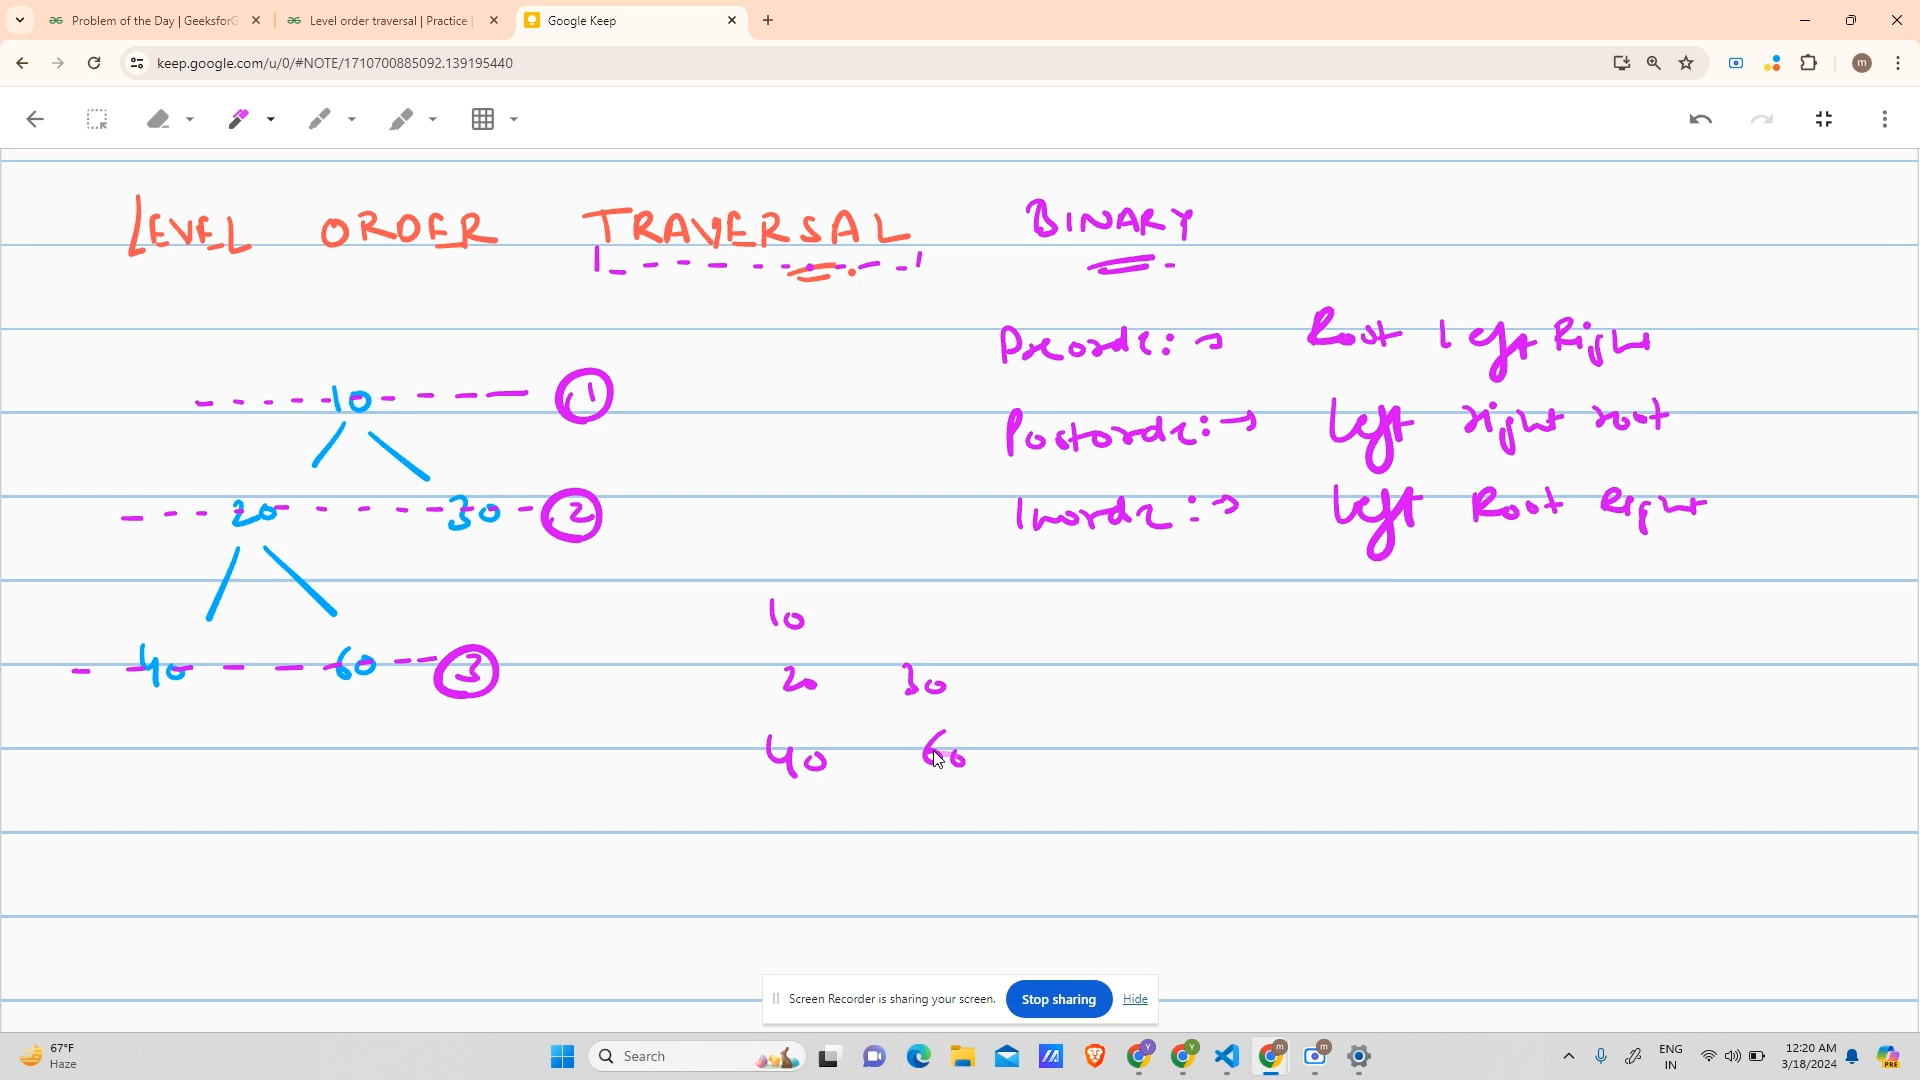 Problem of the Day | GeeksforG
Level order traversal | Practice |
Google Keep
keep.google.com/u/0/#NOTE/1710700885092.139195440
m
LEVEL ORDER TRAVERSAL BINARY
Preorder:→ Root left Right
Postorder:→ left right root
Inorder:→ left Root Right
10 1
20 30 2
40 60 3
10
20 30
40 60
Screen Recorder is sharing your screen. Stop sharing Hide
67°F
Haze
Search
ENG
IN
12:20 AM
3/18/2024
PRE